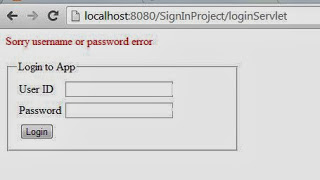 localhost:8080/SignInProject/loginServlet
Sorry username or password error
Login to App
User ID
Password
Login